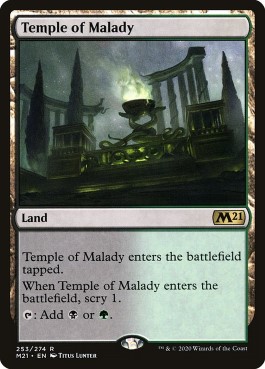 Temple of Malady
Land
M21
Temple of Malady enters the battlefield
tapped.
When Temple of Malady enters the
battlefield, scry 1.
: Add or .
253/274 R
M21 • EN TITUS LUNTER
™ & © 2020 Wizards of the Coast